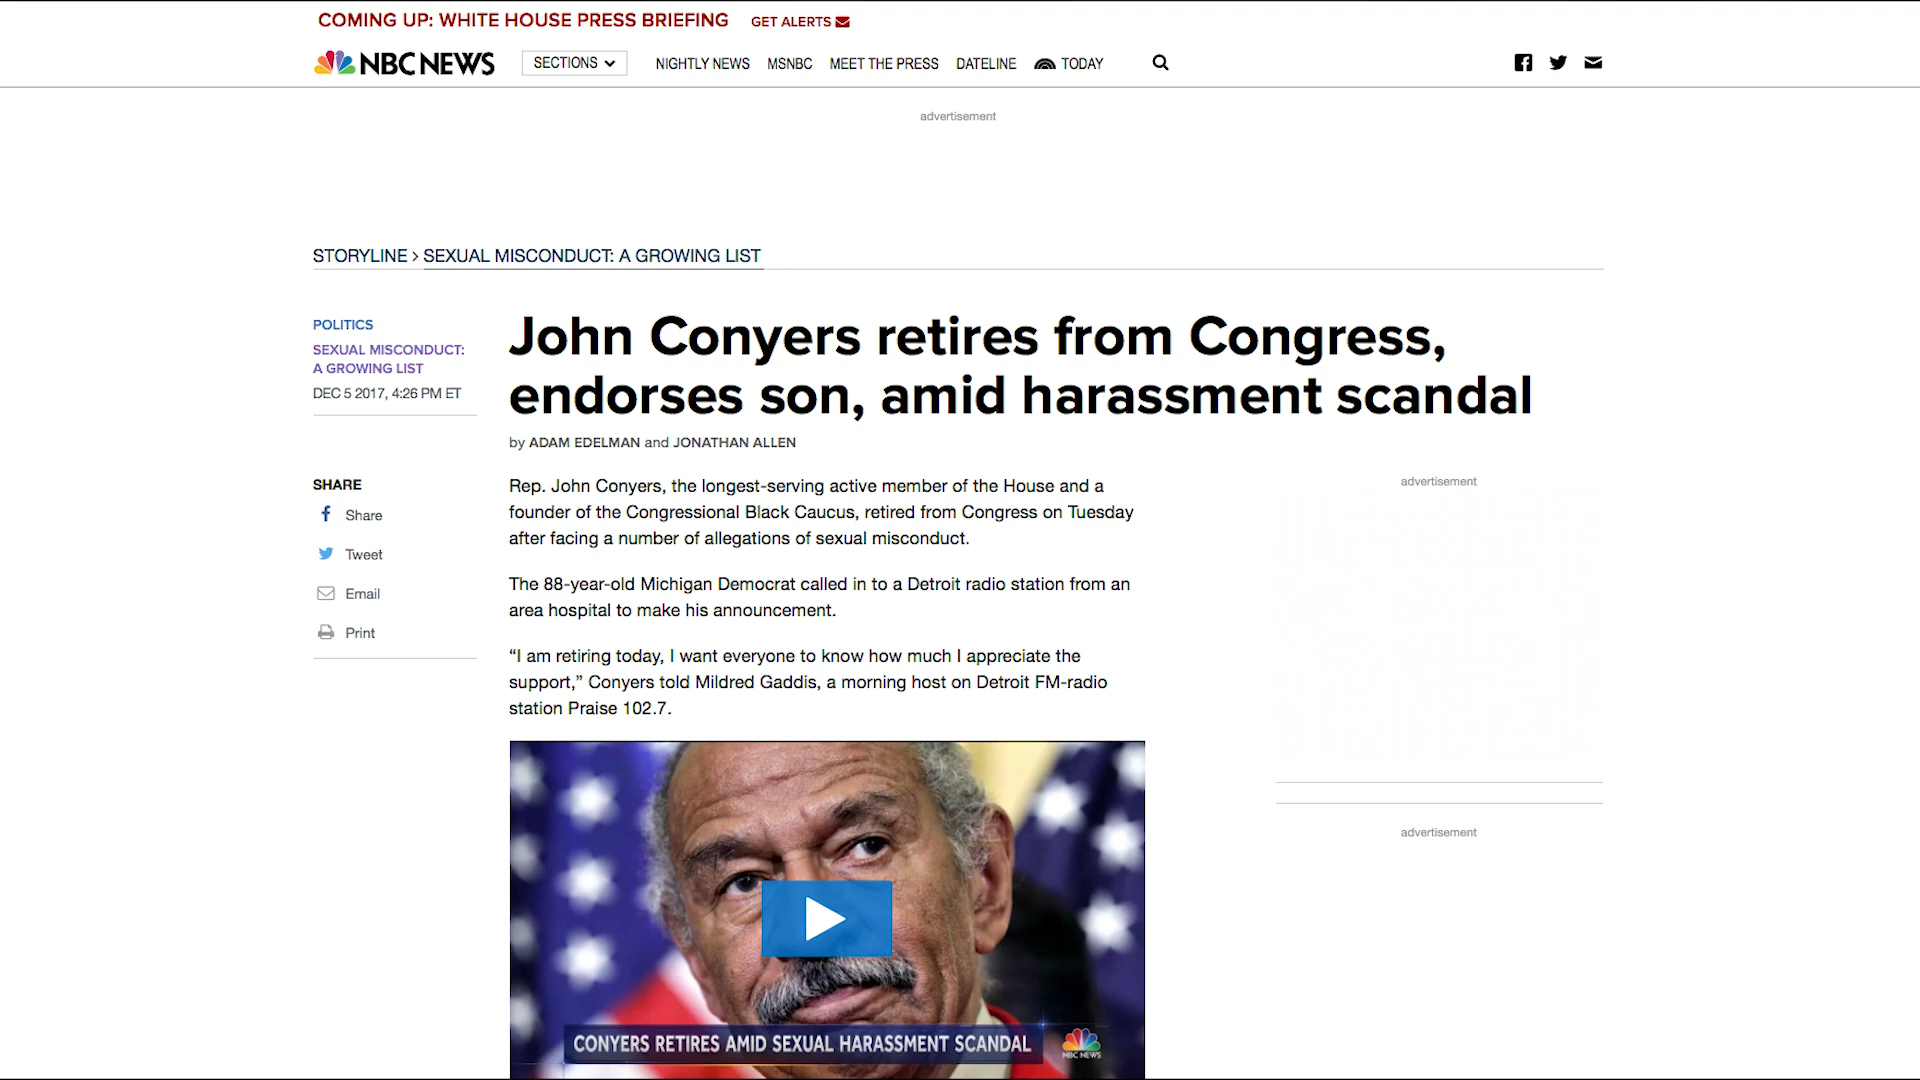 COMING UP: WHITE HOUSE PRESS BRIEFING GET ALERTS
NBC NEWS SECTIONS NIGHTLY NEWS MSNBC MEET THE PRESS DATELINE TODAY
advertisement
STORYLINE > SEXUAL MISCONDUCT: A GROWING LIST
POLITICS
SEXUAL MISCONDUCT:
A GROWING LIST
DEC 5 2017, 4:26 PM ET
SHARE
Share
Tweet
Email
Print
John Conyers retires from Congress,
endorses son, amid harassment scandal
by ADAM EDELMAN and JONATHAN ALLEN
Rep. John Conyers, the longest-serving active member of the House and a
founder of the Congressional Black Caucus, retired from Congress on Tuesday
after facing a number of allegations of sexual misconduct.
The 88-year-old Michigan Democrat called in to a Detroit radio station from an
area hospital to make his announcement.
“I am retiring today, I want everyone to know how much I appreciate the
support,” Conyers told Mildred Gaddis, a morning host on Detroit FM-radio
station Praise 102.7.
CONYERS RETIRES AMID SEXUAL HARASSMENT SCANDAL
NBC NEWS
advertisement
advertisement